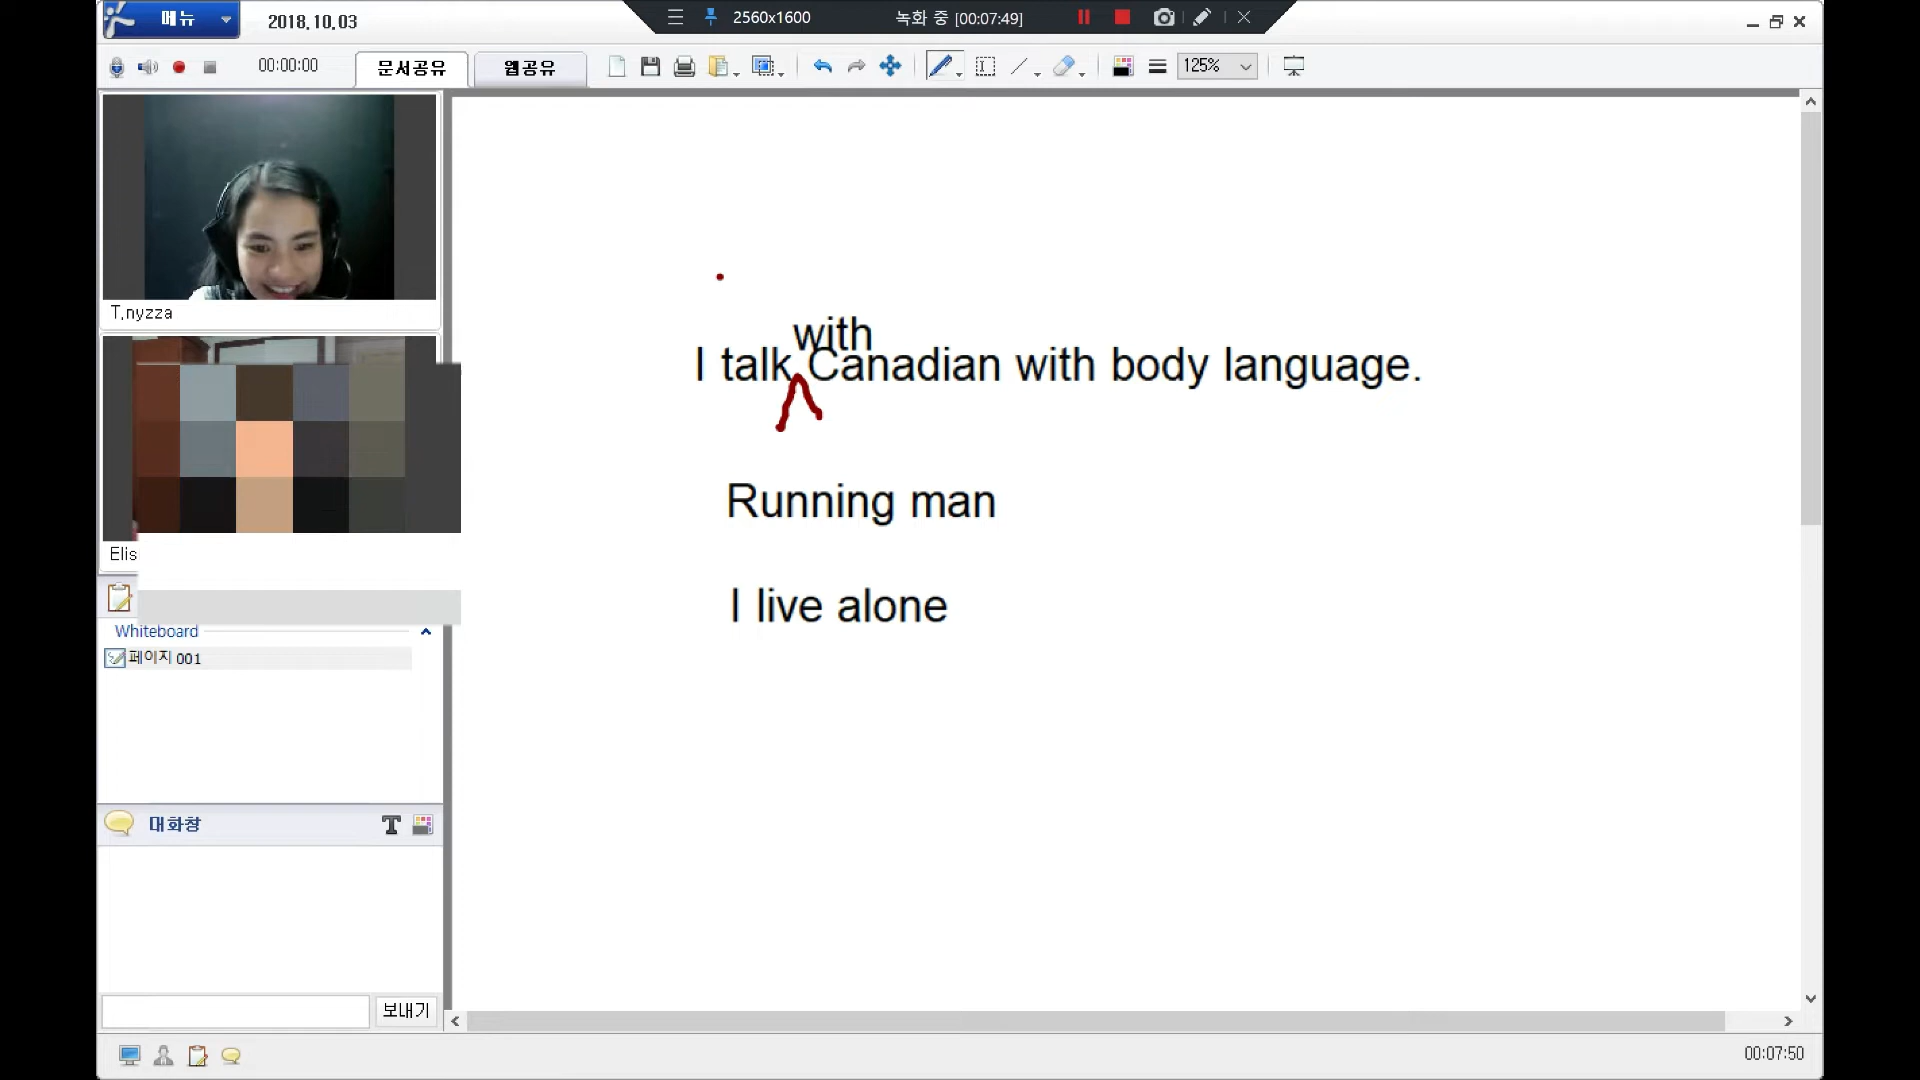 2560x1600
녹화 중 [00:07:49]
메뉴
2018.10.03
00:00:00
문서공유
웹공유
125%
T.nyzza
with
I talk Canadian with body language.
Running man
Elis
I live alone
Whiteboard
페이지 001
대화창
T
보내기
00:07:50